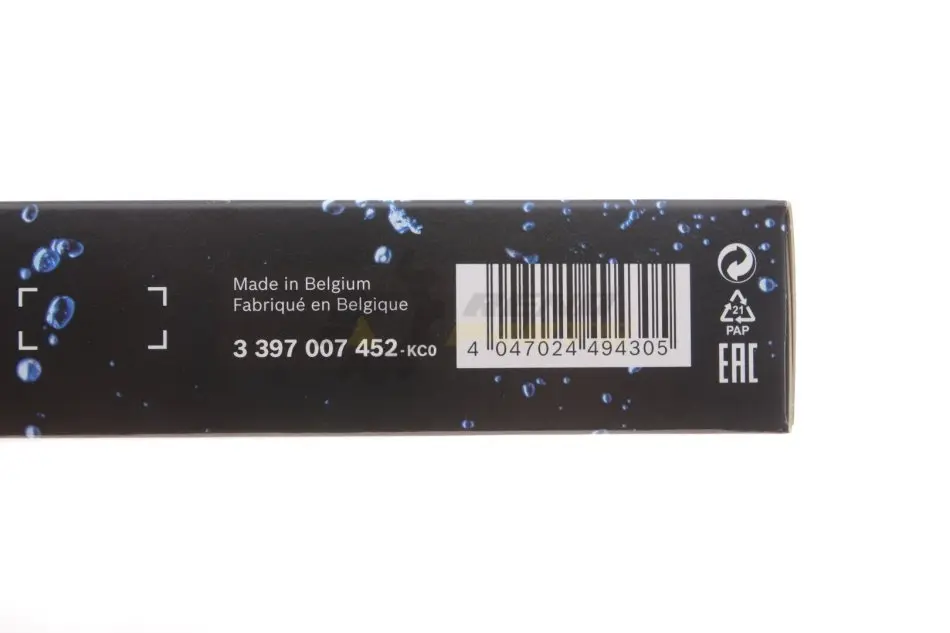 Made in Belgium
Fabriqué en Belgique
3 397 007 452-KC0
4 047024 494305
21
PAP
EAC